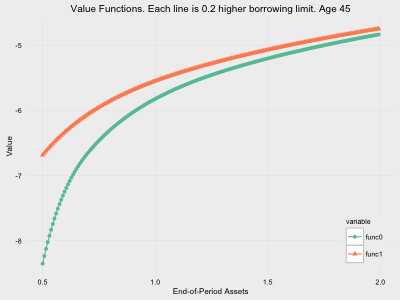 Value Functions. Each line is 0.2 higher borrowing limit. Age 45
-5
-6
-7
-8
Value
0.5
1.0
1.5
2.0
End-of-Period Assets
variable
func0
func1